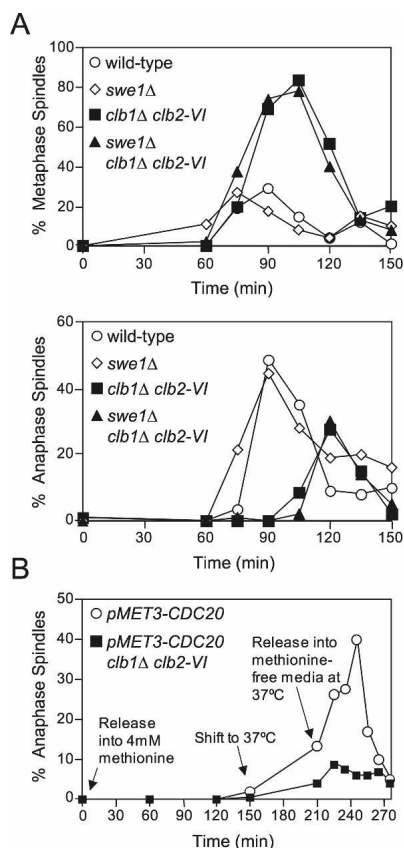 A
% Metaphase Spindles
100
80
60
40
20
0
wild-type
swe1Δ
clb1Δ clb2-VI
swe1Δ
clb1Δ clb2-VI
0 30 60 90 120 150
Time (min)
% Anaphase Spindles
60
40
20
0
wild-type
swe1Δ
clb1Δ clb2-VI
swe1Δ
clb1Δ clb2-VI
0 30 60 90 120 150
Time (min)
B
% Anaphase Spindles
50
40
30
20
10
0
pMET3-CDC20
pMET3-CDC20
clb1Δ clb2-VI
Release into
methionine-
free media at
37ºC
Release
into 4mM
methionine
Shift to 37ºC
0 30 60 90 120 150 180 210 240 270
Time (min)